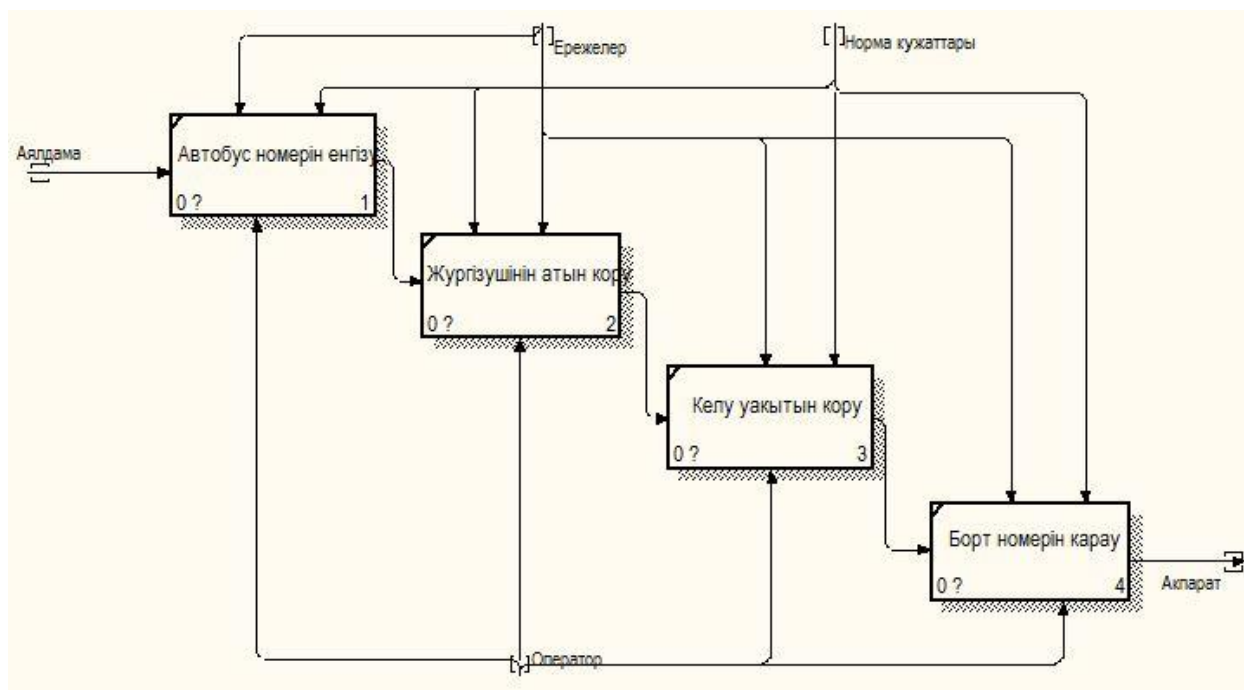 Ережелер
Норма кужаттары
Аялдама
Автобус номерін енгізу
0 ?
1
Жургізушінін атын кору
0 ?
2
Келу уакытын кору
0 ?
3
Борт номерін карау
0 ?
4
Акпарат
Оператор